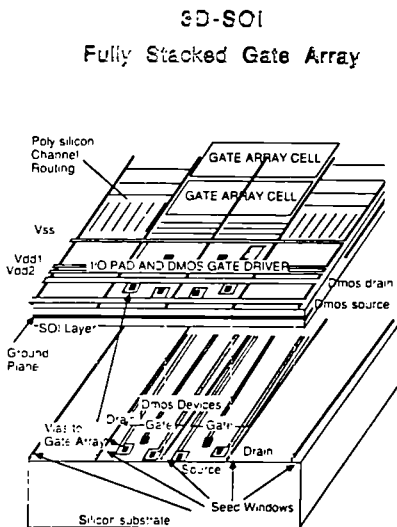 3D-SOI
Fully Stacked Gate Array
Poly silicon
Channel
Routing
GATE ARRAY CELL
GATE ARRAY CELL
Vss
Vdd1
Vdd2
I/O PAD AND DMOS GATE DRIVER
Dmos drain
Dmos source
SOI Layer
Ground
Plane
Dmos Devices
Drain
Gate
Gate
Vias to
Gate Array
Drain
Source
Seed Windows
Silicon substrate